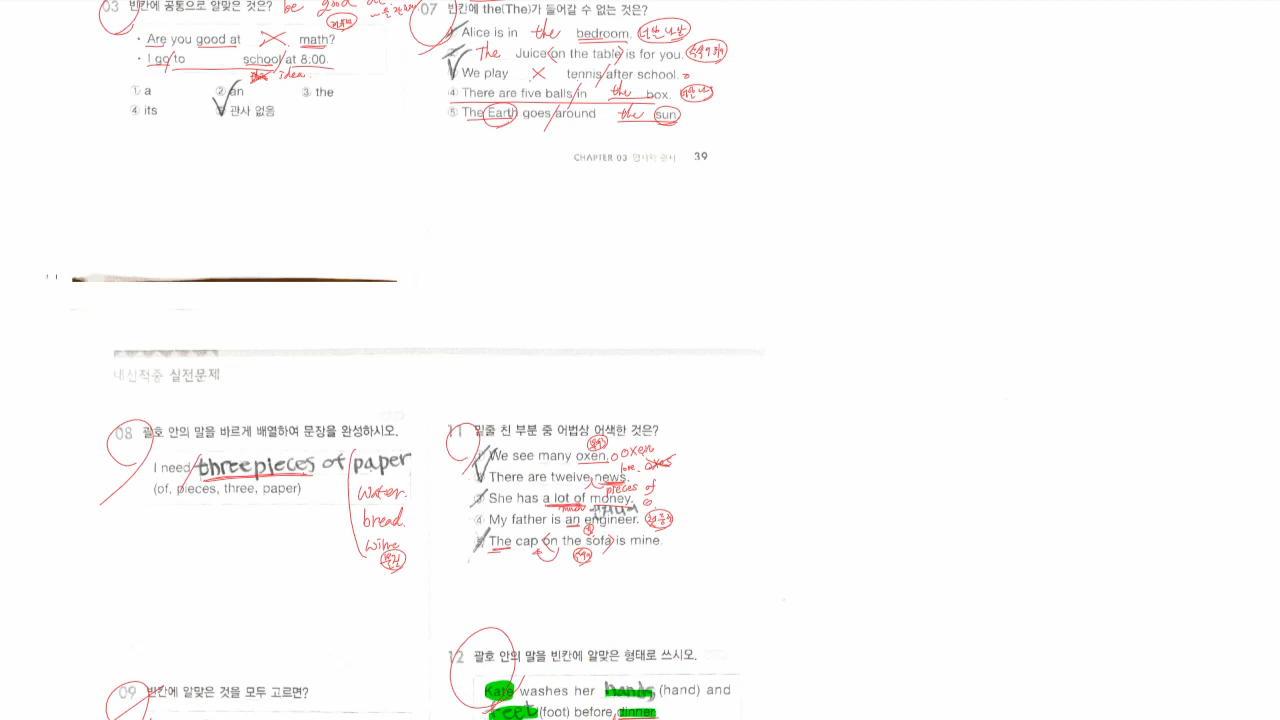 03 빈칸에 공통으로 알맞은 것은? be good at
· Are you good at math?
· I go to school at 8:00.
idea.
① a ② an ③ the
④ its ⑤ 관사 없음
07 빈칸에 the(The)가 들어갈 수 없는 것은?
Alice is in the bedroom.
The Juice on the table is for you.
We play × tennis after school.
④ There are five balls in the box.
⑤ The Earth goes around the sun
CHAPTER 03 명사와 관사 39
내신적중 실전문제
08 괄호 안의 말을 바르게 배열하여 문장을 완성하시오.
I need three pieces of paper
(of, pieces, three, paper)
water.
bread.
wine
09 빈칸에 알맞은 것을 모두 고르면?
11 밑줄 친 부분 중 어법상 어색한 것은?
We see many oxen. oxen
There are twelve news.
pieces of
③ She has a lot of money.
④ My father is an engineer.
The cap on the sofa is mine.
12 괄호 안의 말을 빈칸에 알맞은 형태로 쓰시오.
Kate washes her hands (hand) and
feet (foot) before dinner